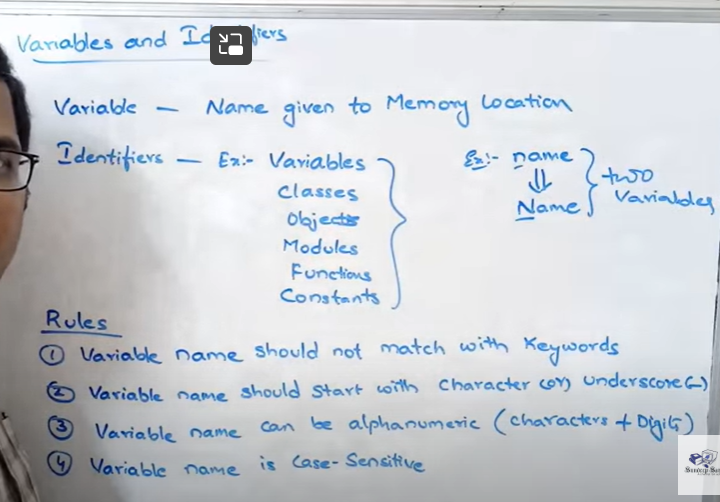 Variables and Identifiers
Variable — Name given to Memory Location
Identifiers — Ex:- Variables
Classes
Objects
Modules
Functions
Constants
Ex:- name
⇓
Name
two
Variables
Rules
① Variable name should not match with Keywords
② Variable name should start with character (or) underscore(_)
③ Variable name can be alphanumeric (characters + Digits)
④ Variable name is Case-Sensitive